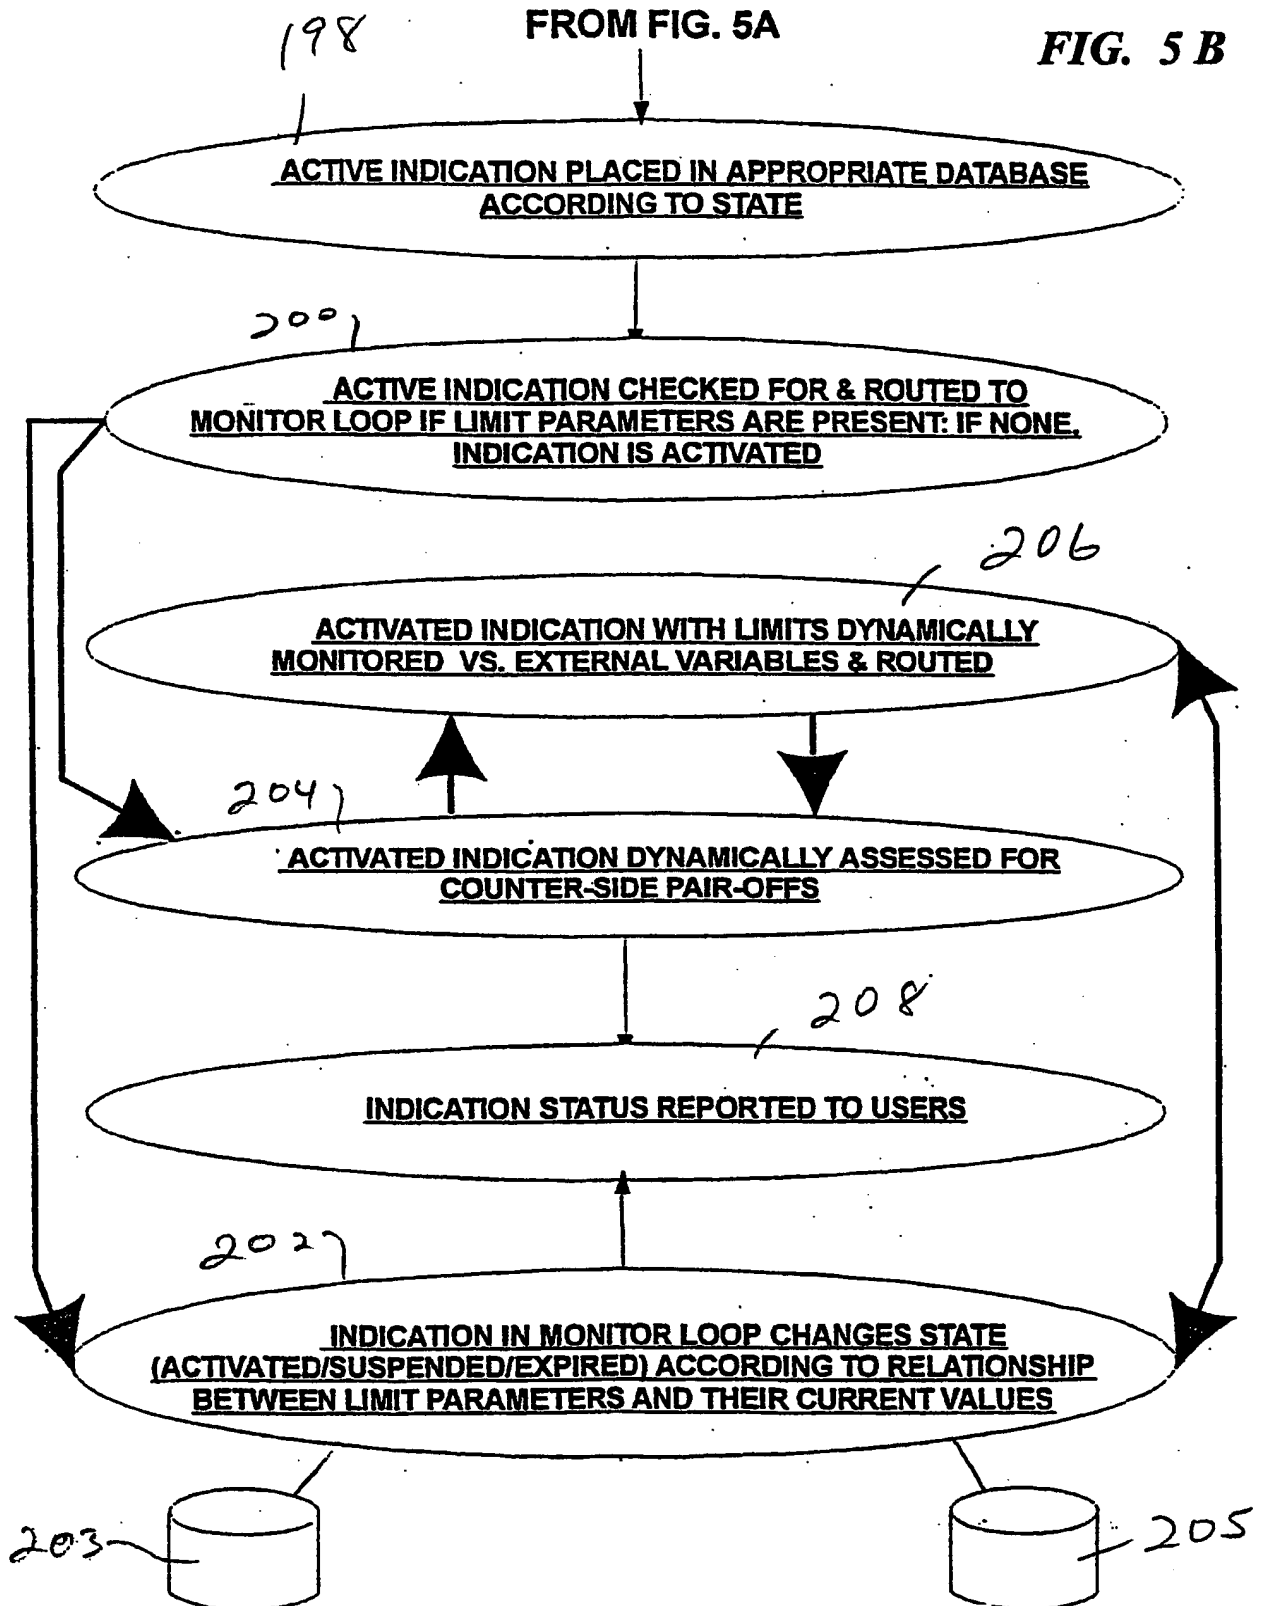 FROM FIG. 5A
FIG. 5 B
198
ACTIVE INDICATION PLACED IN APPROPRIATE DATABASE
ACCORDING TO STATE
200
ACTIVE INDICATION CHECKED FOR & ROUTED TO
MONITOR LOOP IF LIMIT PARAMETERS ARE PRESENT: IF NONE,
INDICATION IS ACTIVATED
206
ACTIVATED INDICATION WITH LIMITS DYNAMICALLY
MONITORED VS. EXTERNAL VARIABLES & ROUTED
204
ACTIVATED INDICATION DYNAMICALLY ASSESSED FOR
COUNTER-SIDE PAIR-OFFS
208
INDICATION STATUS REPORTED TO USERS
202
INDICATION IN MONITOR LOOP CHANGES STATE
(ACTIVATED/SUSPENDED/EXPIRED) ACCORDING TO RELATIONSHIP
BETWEEN LIMIT PARAMETERS AND THEIR CURRENT VALUES
203
205